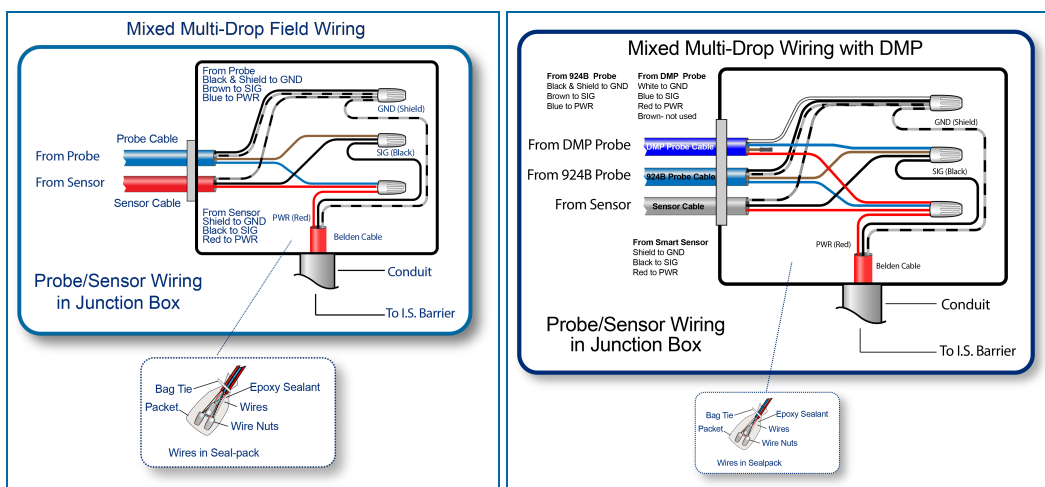 Mixed Multi-Drop Field Wiring
From Probe
Black & Shield to GND
Brown to SIG
Blue to PWR
GND (Shield)
Probe Cable
SIG (Black)
From Probe
From Sensor
Sensor Cable
From Sensor
Shield to GND
Black to SIG
Red to PWR
PWR (Red)
Belden Cable
Probe/Sensor Wiring
in Junction Box
Conduit
To I.S. Barrier
Bag Tie
Epoxy Sealant
Packet
Wires
Wire Nuts
Wires in Seal-pack
Mixed Multi-Drop Wiring with DMP
From 924B Probe
Black & Shield to GND
Brown to SIG
Blue to PWR
From DMP Probe
White to GND
Blue to SIG
Red to PWR
Brown- not used
GND (Shield)
From DMP Probe
DMP Probe Cable
SIG (Black)
From 924B Probe
924B Probe Cable
From Sensor
Sensor Cable
From Smart Sensor
Shield to GND
Black to SIG
Red to PWR
PWR (Red)
Belden Cable
Probe/Sensor Wiring
in Junction Box
Conduit
To I.S. Barrier
Bag Tie
Epoxy Sealant
Packet
Wires
Wire Nuts
Wires in Sealpack